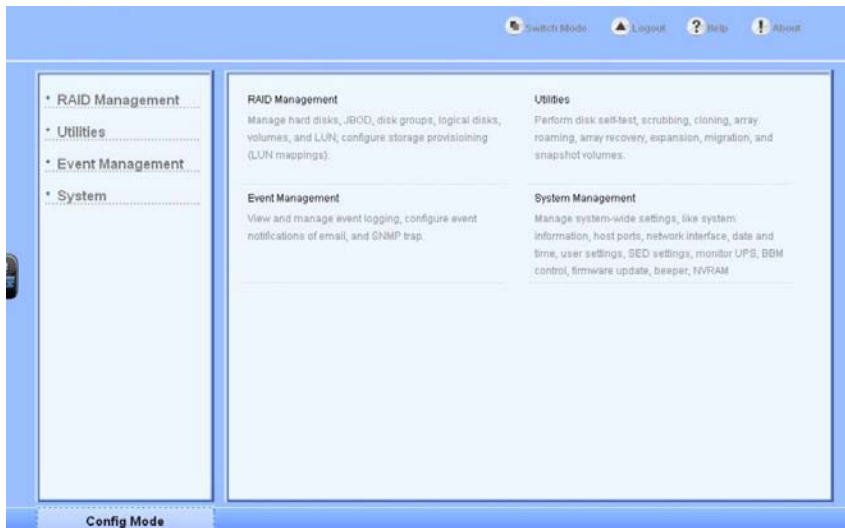 Switch Mode
Logout
Help
About
RAID Management
Utilities
Event Management
System
RAID Management
Manage hard disks, JBOD, disk groups, logical disks,
volumes, and LUN; configure storage provisioining
(LUN mappings).
Utilities
Perform disk self-test, scrubbing, cloning, array
roaming, array recovery, expansion, migration, and
snapshot volumes.
Event Management
View and manage event logging, configure event
notifications of email, and SNMP trap.
System Management
Manage system-wide settings, like system
information, host ports, network interface, date and
time, user settings, SED settings, monitor UPS, BBM
control, firmware update, beeper, NVRAM
Config Mode